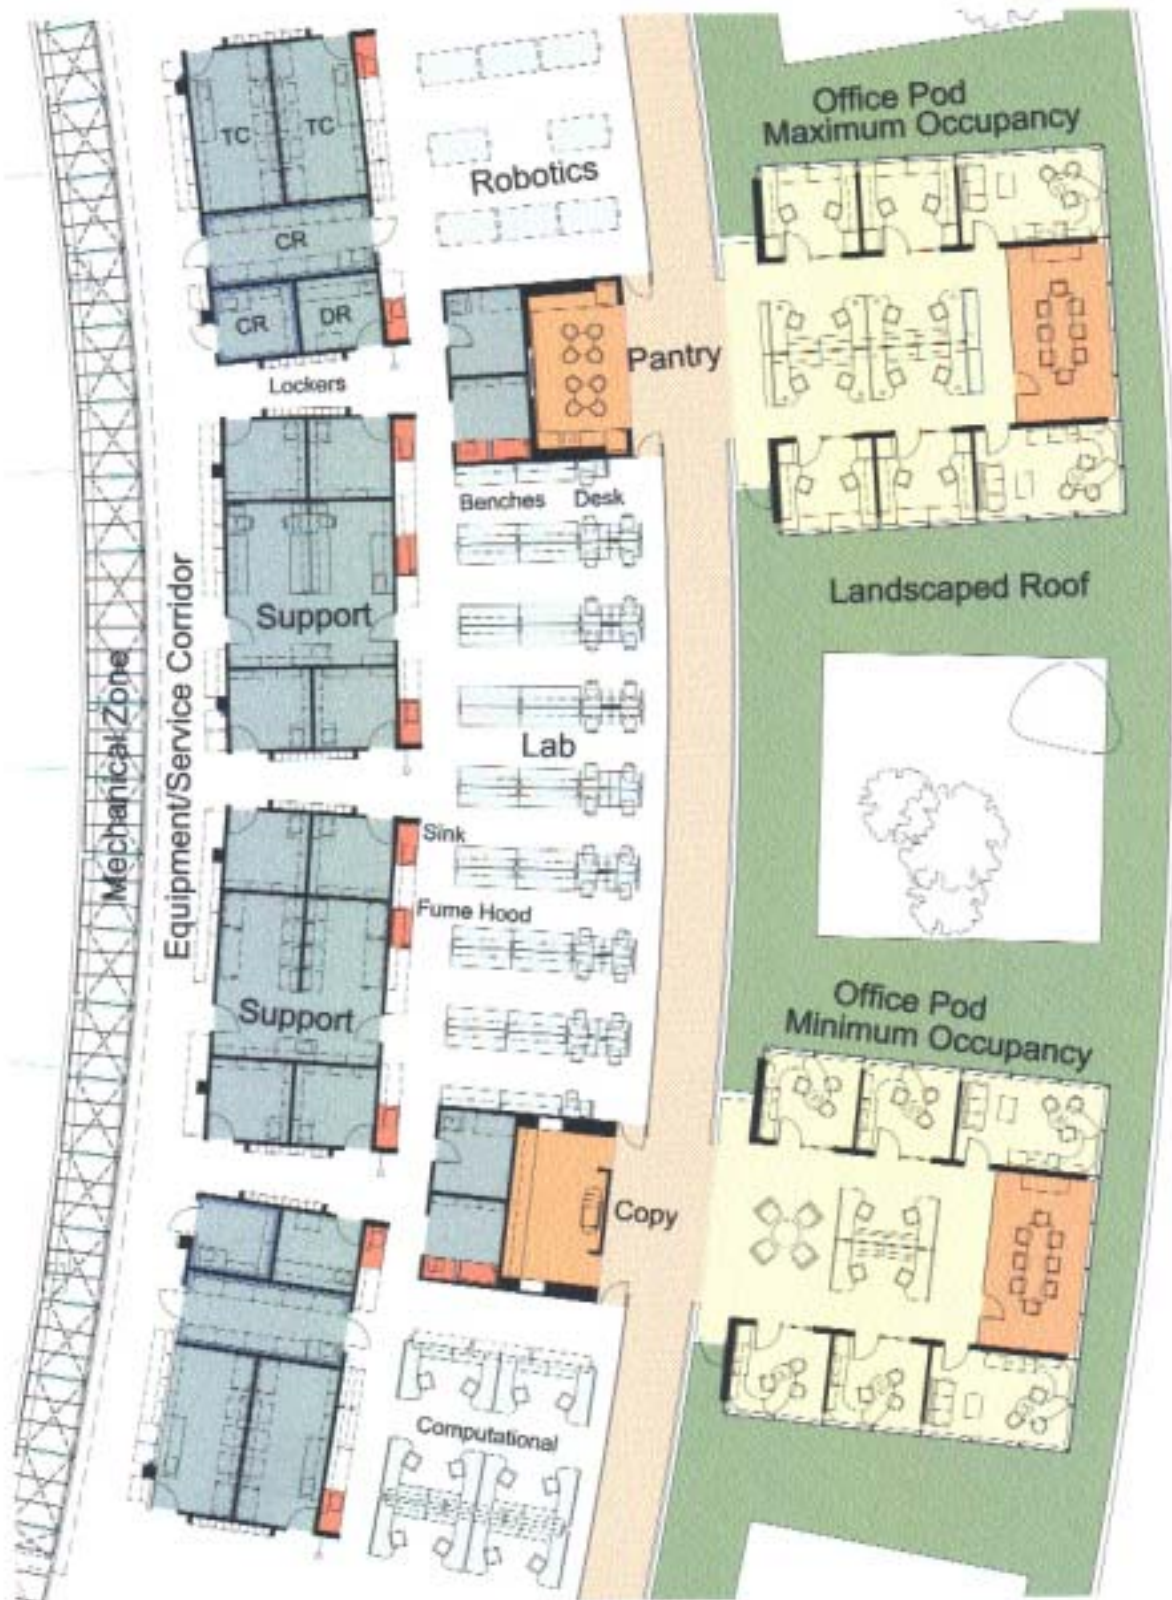 Office Pod
Maximum Occupancy
TC
TC
Robotics
CR
CR
DR
Pantry
Lockers
Benches
Desk
Landscaped Roof
Support
Mechanical Zone
Equipment/Service Corridor
Lab
Sink
Fume Hood
Support
Office Pod
Minimum Occupancy
Copy
Computational